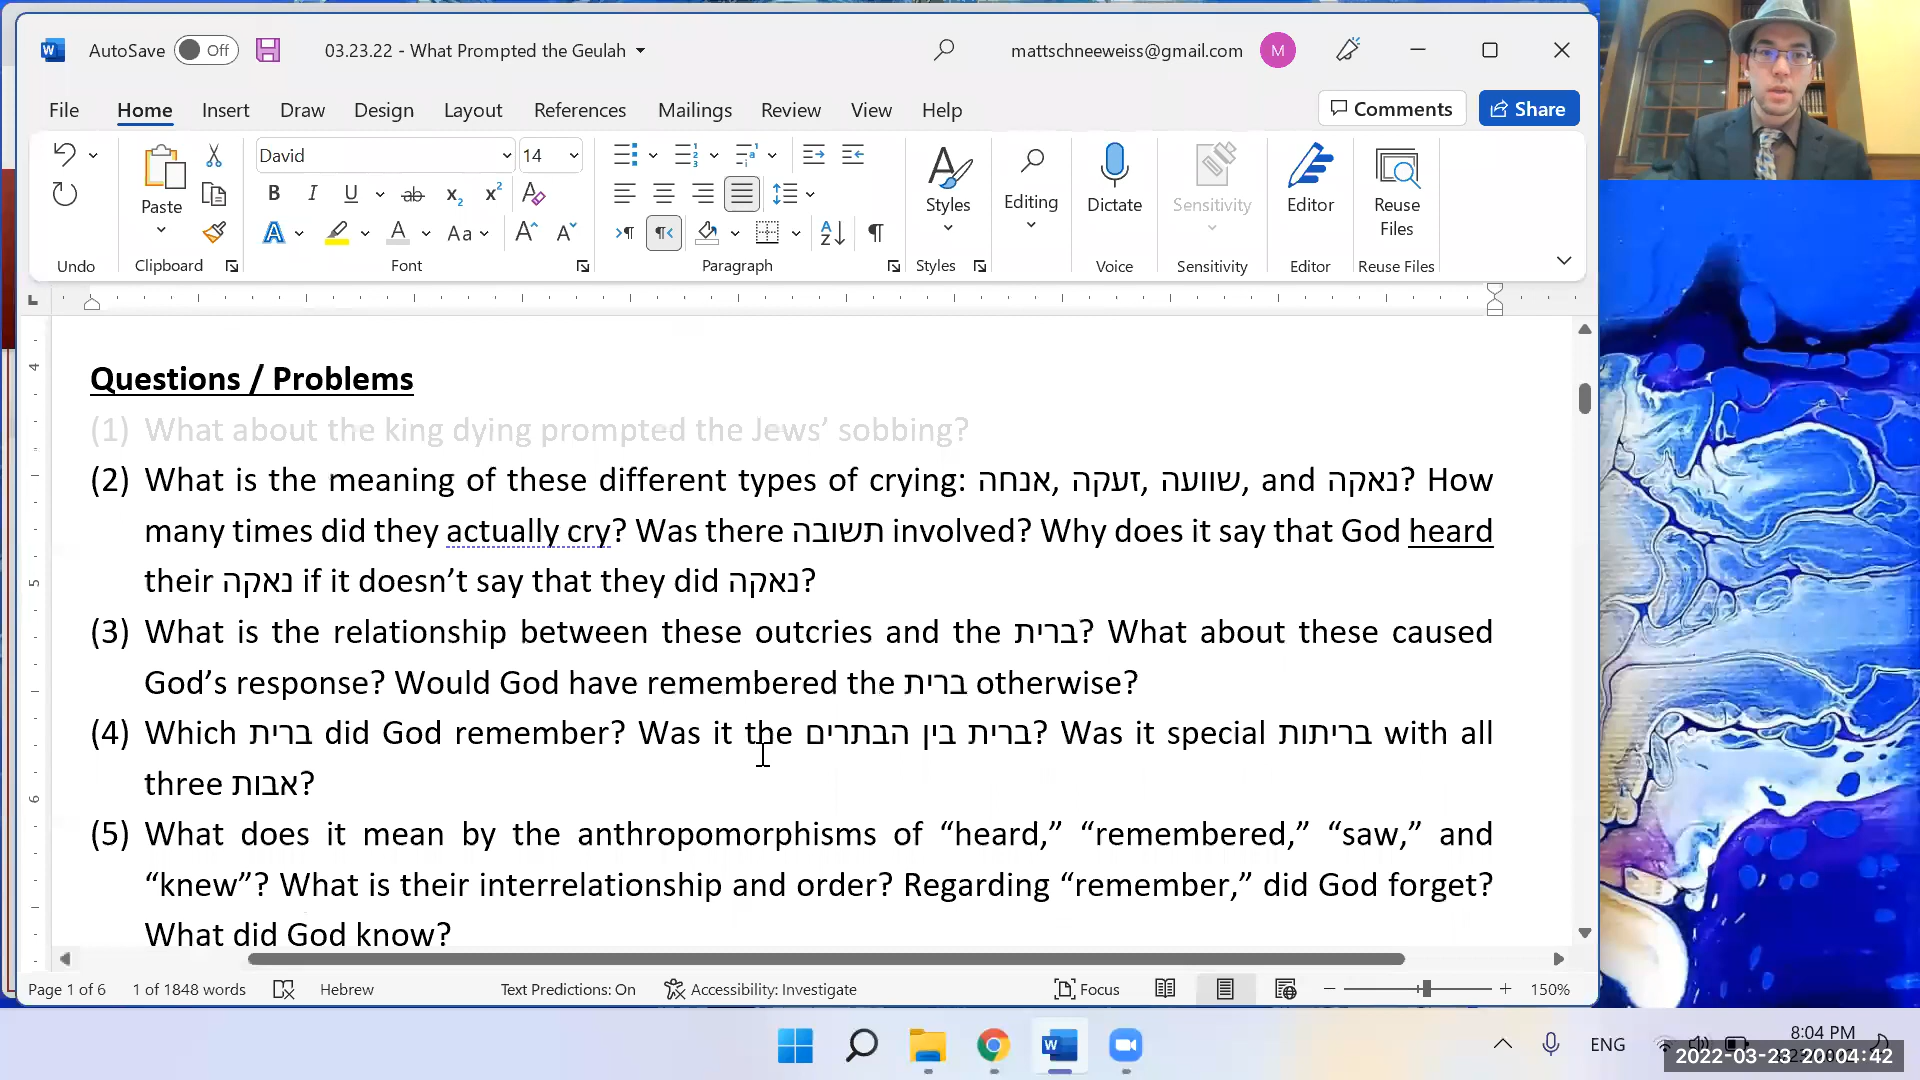 AutoSave Off 03.23.22 - What Prompted the Geulah mattschneeweiss@gmail.com M
File Home Insert Draw Design Layout References Mailings Review View Help Comments Share
David 14
Paste Styles Editing Dictate Sensitivity Editor Reuse Files
Undo Clipboard Font Paragraph Styles Voice Sensitivity Editor Reuse Files
Questions / Problems
(1) What about the king dying prompted the Jews’ sobbing?
(2) What is the meaning of these different types of crying: אנחה, זעקה, שוועה, and נאקה? How
many times did they actually cry? Was there תשובה involved? Why does it say that God heard
their נאקה if it doesn’t say that they did נאקה?
(3) What is the relationship between these outcries and the ברית? What about these caused
God’s response? Would God have remembered the ברית otherwise?
(4) Which ברית did God remember? Was it the ברית בין הבתרים? Was it special בריתות with all
three אבות?
(5) What does it mean by the anthropomorphisms of “heard,” “remembered,” “saw,” and
“knew”? What is their interrelationship and order? Regarding “remember,” did God forget?
What did God know?
Page 1 of 6 1 of 1848 words Hebrew Text Predictions: On Accessibility: Investigate Focus 150%
ENG 8:04 PM
2022-03-23 20:04:42